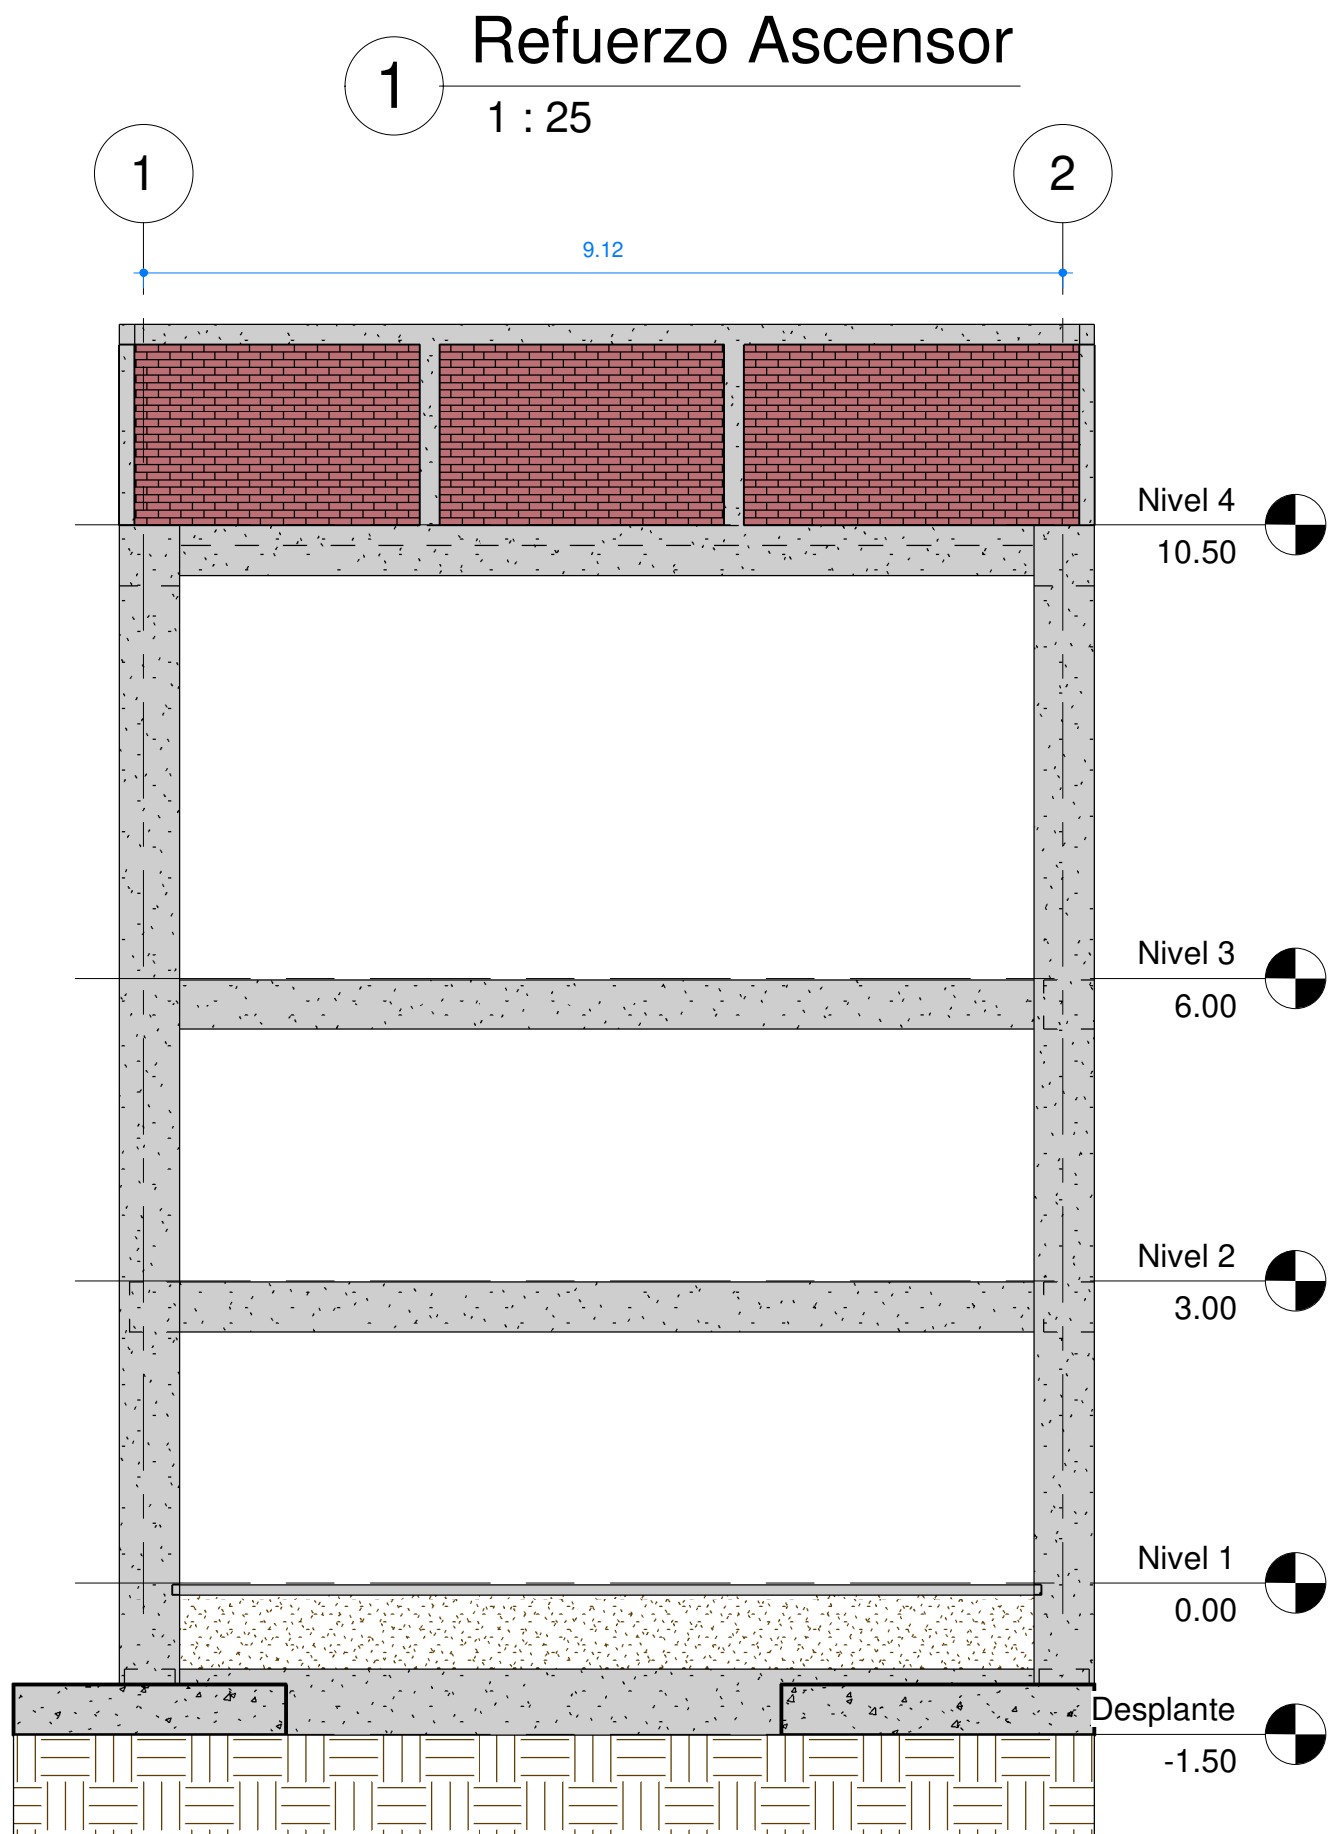 Refuerzo Ascensor
1
1 : 25
1
2
9.12
Nivel 4
10.50
Nivel 3
6.00
Nivel 2
3.00
Nivel 1
0.00
Desplante
-1.50